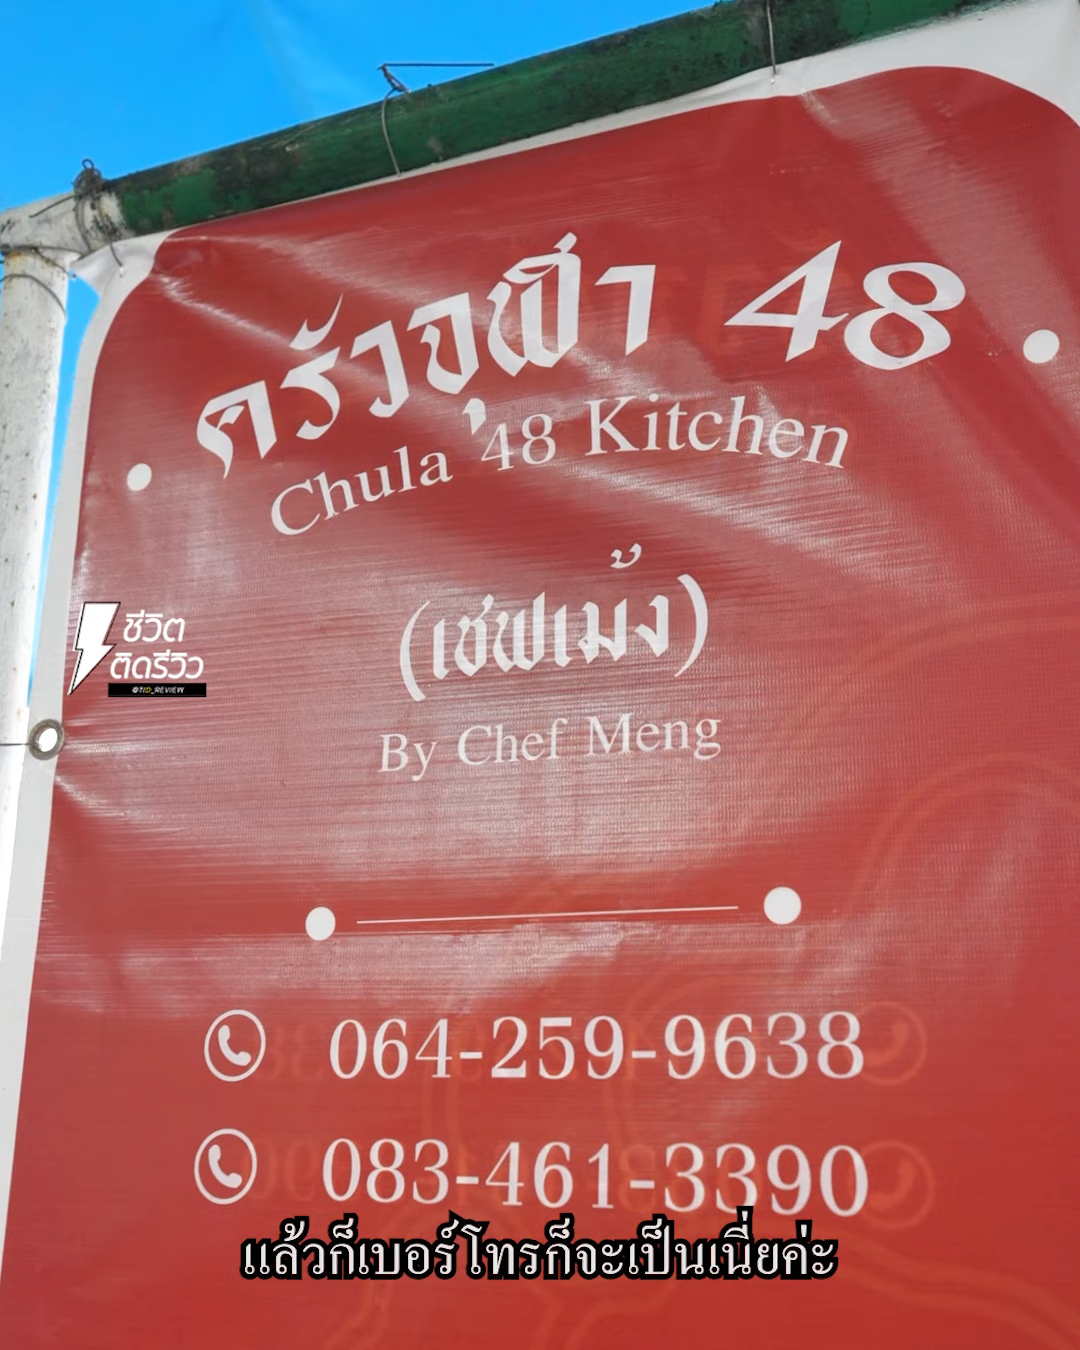 ครัวจุฬา 48
Chula 48 Kitchen
(เชฟเม้ง)
By Chef Meng
ชีวิต
ติดรีวิว
@TID_REVIEW
064-259-9638
083-461-3390
แล้วก็เบอร์โทรก็จะเป็นเนี่ยค่ะ